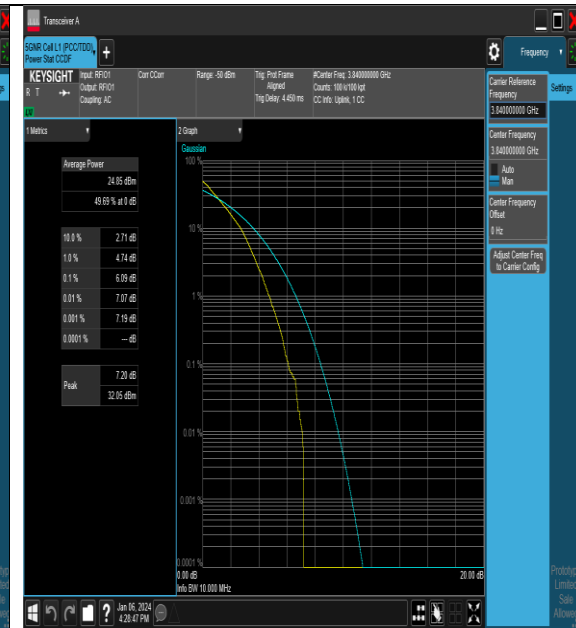 Transceiver A
5GNR Cell L1 (PCC/TDD),
Power Stat CCDF
Frequency
KEYSIGHT
R T
Input: RFIO1
Output: RFIO1
Coupling: AC
Corr CCorr
Range: -50 dBm
Trig: Prot Frame
Aligned
Trig Delay: 4.450 ms
#Center Freq: 3.840000000 GHz
Counts: 100 k/100 kpt
CC Info: Uplink, 1 CC
Carrier Reference
Frequency
3.840000000 GHz
Settings
1 Metrics
2 Graph
Gaussian
Center Frequency
3.840000000 GHz
Auto
Man
Center Frequency
Offset
0 Hz
Adjust Center Freq
to Carrier Config
Average Power
24.85 dBm
49.69 % at 0 dB
10.0 % 2.71 dB
1.0 % 4.74 dB
0.1 % 6.09 dB
0.01 % 7.07 dB
0.001 % 7.19 dB
0.0001 % --- dB
Peak
7.20 dB
32.05 dBm
100 %
10 %
1 %
0.1 %
0.01 %
0.001 %
0.0001 %
0.00 dB
20.00 dB
Info BW 10.000 MHz
Jan 06, 2024
4:28:47 PM
Limited
Sale